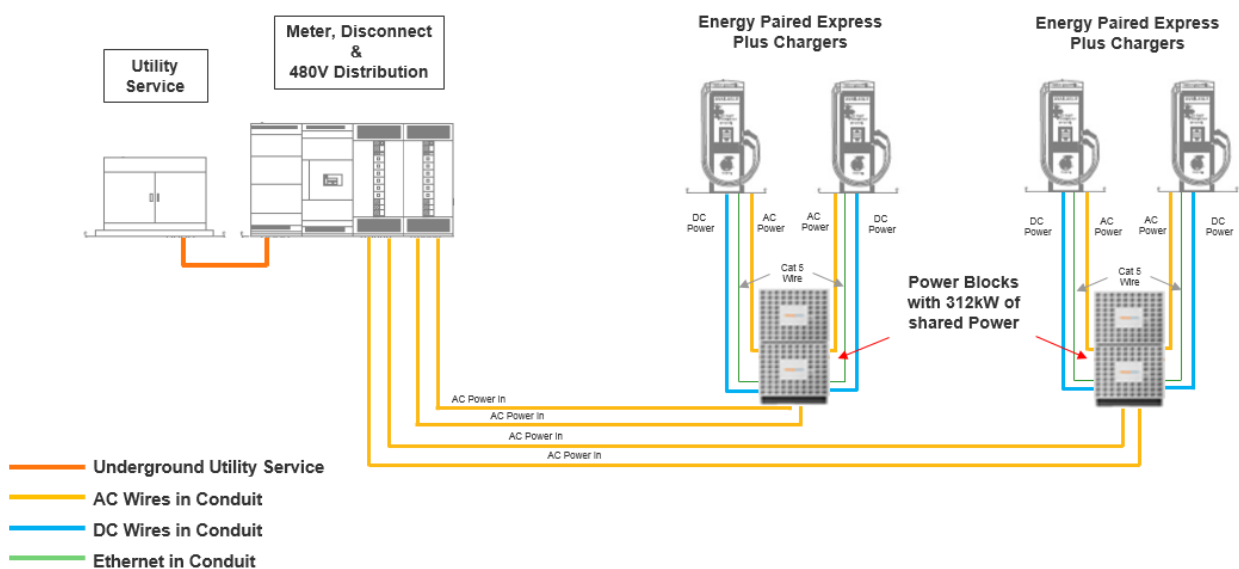 Utility
Service
Meter, Disconnect
&
480V Distribution
Energy Paired Express
Plus Chargers
Energy Paired Express
Plus Chargers
DC
Power
AC
Power
AC
Power
DC
Power
DC
Power
AC
Power
AC
Power
DC
Power
Cat 5
Wire
Cat 5
Wire
Power Blocks
with 312kW of
shared Power
AC Power In
AC Power In
AC Power In
AC Power In
Underground Utility Service
AC Wires in Conduit
DC Wires in Conduit
Ethernet in Conduit